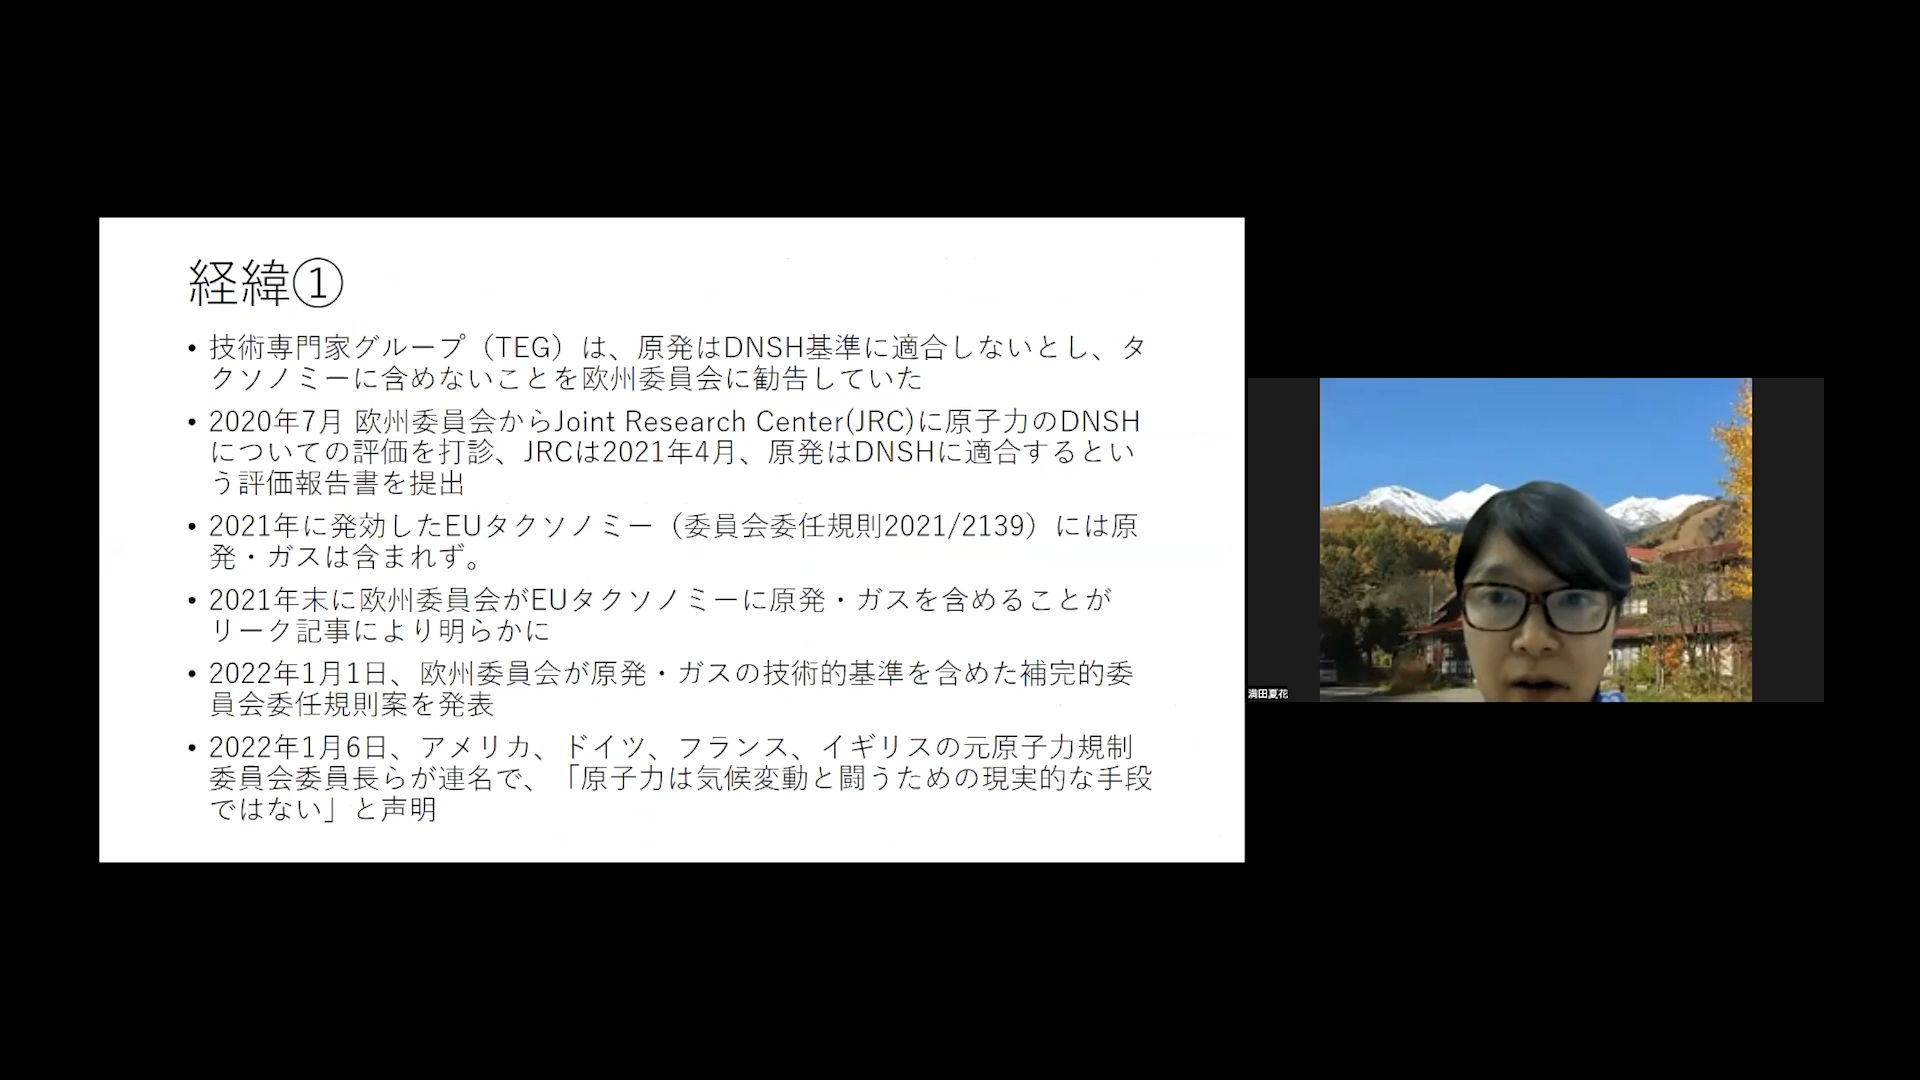 経緯①
• 技術専門家グループ（TEG）は、原発はDNSH基準に適合しないとし、タ
クソノミーに含めないことを欧州委員会に勧告していた
• 2020年7月 欧州委員会からJoint Research Center(JRC)に原子力のDNSH
についての評価を打診、JRCは2021年4月、原発はDNSHに適合するとい
う評価報告書を提出
• 2021年に発効したEUタクソノミー（委員会委任規則2021/2139）には原
発・ガスは含まれず。
• 2021年末に欧州委員会がEUタクソノミーに原発・ガスを含めることが
リーク記事により明らかに
• 2022年1月1日、欧州委員会が原発・ガスの技術的基準を含めた補完的委
員会委任規則案を発表
• 2022年1月6日、アメリカ、ドイツ、フランス、イギリスの元原子力規制
委員会委員長らが連名で、「原子力は気候変動と闘うための現実的な手段
ではない」と声明
満田夏花